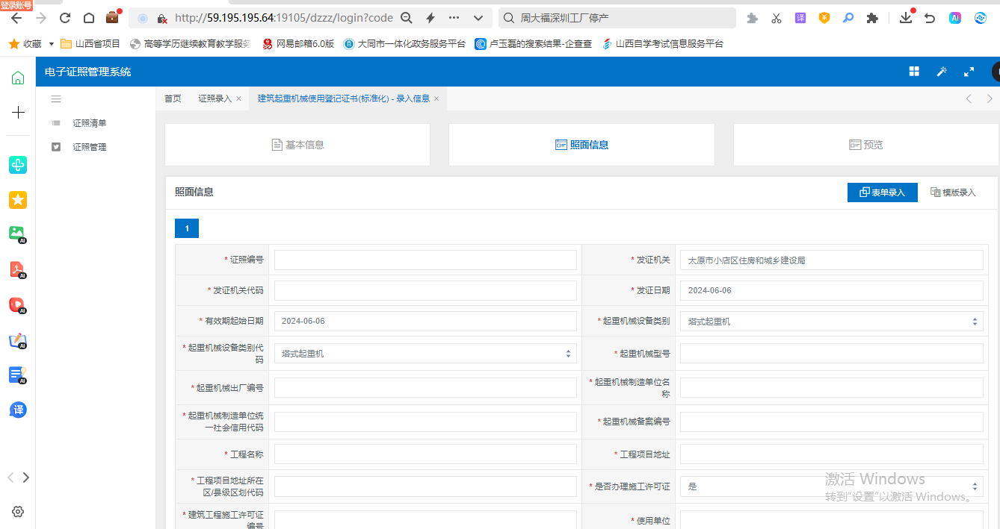 登录账号
http://59.195.195.64:19105/dzzz/login?code
周大福深圳工厂停产
收藏
山西省项目
高等学历继续教育教学服务
网易邮箱6.0版
大同市一体化政务服务平台
卢玉磊的搜索结果-企查查
山西自学考试信息服务平台
电子证照管理系统
首页
证照录入 ×
建筑起重机械使用登记证书(标准化) - 录入信息 ×
证照清单
证照管理
基本信息
照面信息
预览
照面信息
表单录入
模版录入
1
* 证照编号
* 发证机关
太原市小店区住房和城乡建设局
* 发证机关代码
* 发证日期
2024-06-06
* 有效期起始日期
2024-06-06
* 起重机械设备类别
塔式起重机
* 起重机械设备类别代
码
塔式起重机
* 起重机械型号
* 起重机械出厂编号
* 起重机械制造单位名
称
* 起重机械制造单位统
一社会信用代码
* 起重机械备案编号
* 工程名称
* 工程项目地址
* 工程项目地址所在
区/县级区划代码
* 是否办理施工许可证
是
* 建筑工程施工许可证
编号
* 使用单位
激活 Windows
转到"设置"以激活 Windows。
译
AI
AI
AI
AI
AI
AI
译